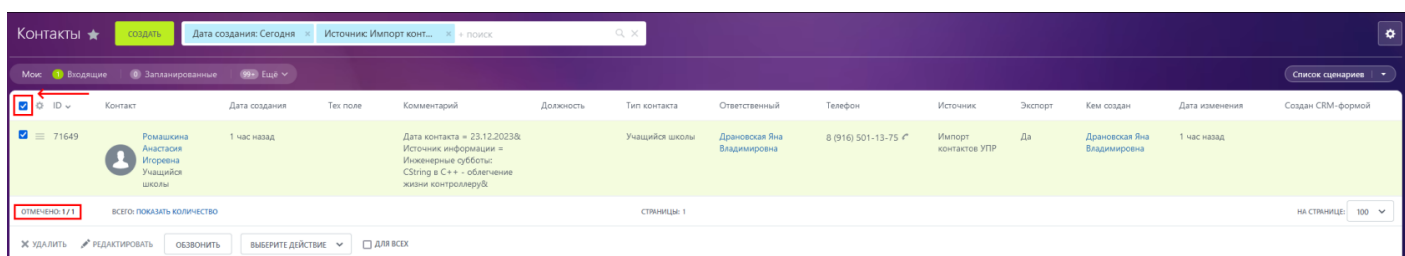 Контакты СОЗДАТЬ Дата создания: Сегодня × Источник: Импорт конт... × + поиск
Мои: 1 Входящие 0 Запланированные 99+ Ещё Список сценариев
ID Контакт Дата создания Тех поле Комментарий Должность Тип контакта Ответственный Телефон Источник Экспорт Кем создан Дата изменения Создан CRM-формой
71649 Ромашкина 1 час назад Дата контакта = 23.12.2023& Учащийся школы Драновская Яна 8 (916) 501-13-75 Импорт Да Драновская Яна 1 час назад
Анастасия Источник информации = Владимировна контактов УПР Владимировна
Игоревна Инженерные субботы:
Учащийся CString в C++ - облегчение
школы жизни контроллеру&
ОТМЕЧЕНО: 1 / 1 ВСЕГО: ПОКАЗАТЬ КОЛИЧЕСТВО СТРАНИЦЫ: 1 НА СТРАНИЦЕ: 100
УДАЛИТЬ РЕДАКТИРОВАТЬ ОБЗВОНИТЬ ВЫБЕРИТЕ ДЕЙСТВИЕ ДЛЯ ВСЕХ